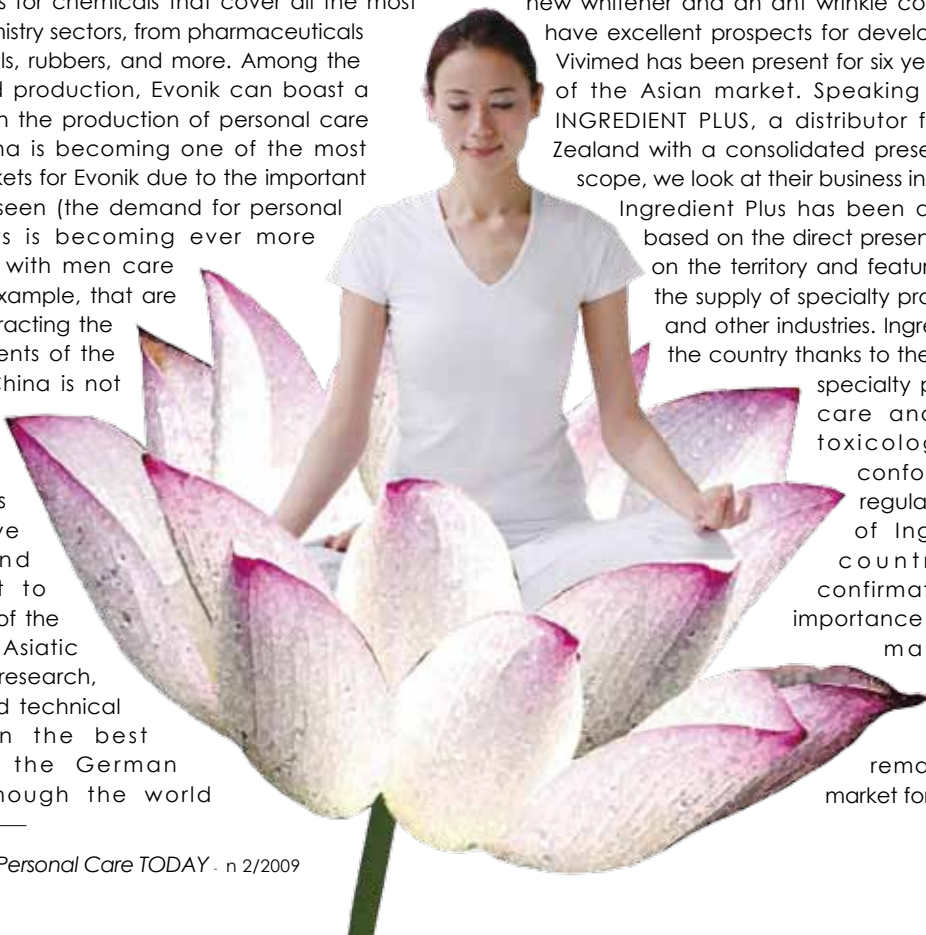 s for chemicals that cover all the most
nistry sectors, from pharmaceuticals
ls, rubbers, and more. Among the
d production, Evonik can boast a
n the production of personal care
na is becoming one of the most
kets for Evonik due to the important
seen (the demand for personal
s is becoming ever more
with men care
xample, that are
racting the
ents of the
China is not
s
ve
nd
t to
of the
Asiatic
research,
d technical
n the best
the German
hough the world
Personal Care TODAY - n 2/2009
new whitener and an ant wrinkle co
have excellent prospects for develo
Vivimed has been present for six ye
of the Asian market. Speaking
INGREDIENT PLUS, a distributor f
Zealand with a consolidated prese
scope, we look at their business in
Ingredient Plus has been a
based on the direct presen
on the territory and featur
the supply of specialty pro
and other industries. Ingre
the country thanks to the
specialty p
care and
toxicolog
confo
regula
of Ing
countr
confirmat
importance
ma
rema
market for